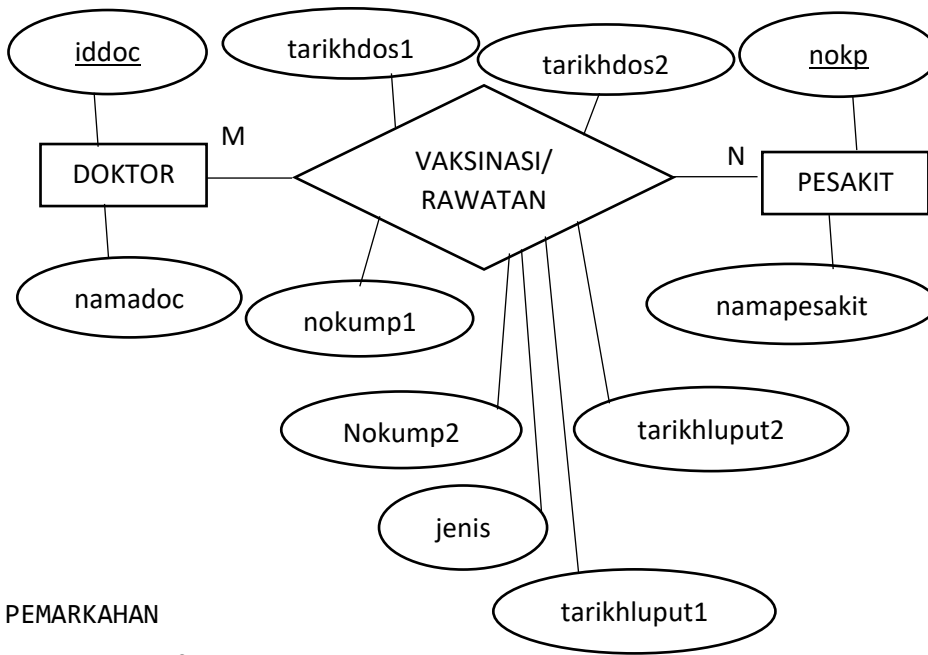 iddoc
tarikhdos1
tarikhdos2
nokp
M
N
DOKTOR
VAKSINASI/
RAWATAN
PESAKIT
namadoc
nokump1
namapesakit
Nokump2
tarikhluput2
jenis
tarikhluput1
PEMARKAHAN